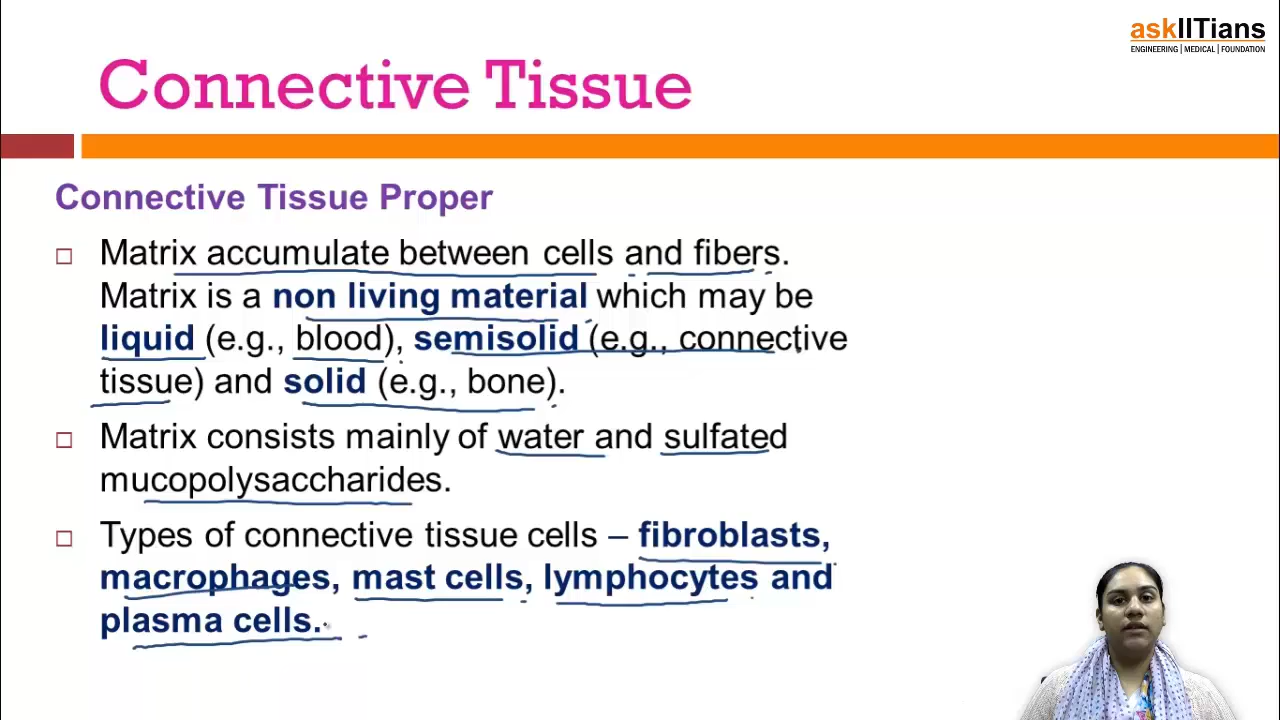 askIITians
ENGINEERING | MEDICAL | FOUNDATION
Connective Tissue
Connective Tissue Proper
Matrix accumulate between cells and fibers.
Matrix is a non living material which may be
liquid (e.g., blood), semisolid (e.g., connective
tissue) and solid (e.g., bone).
Matrix consists mainly of water and sulfated
mucopolysaccharides.
Types of connective tissue cells – fibroblasts,
macrophages, mast cells, lymphocytes and
plasma cells.